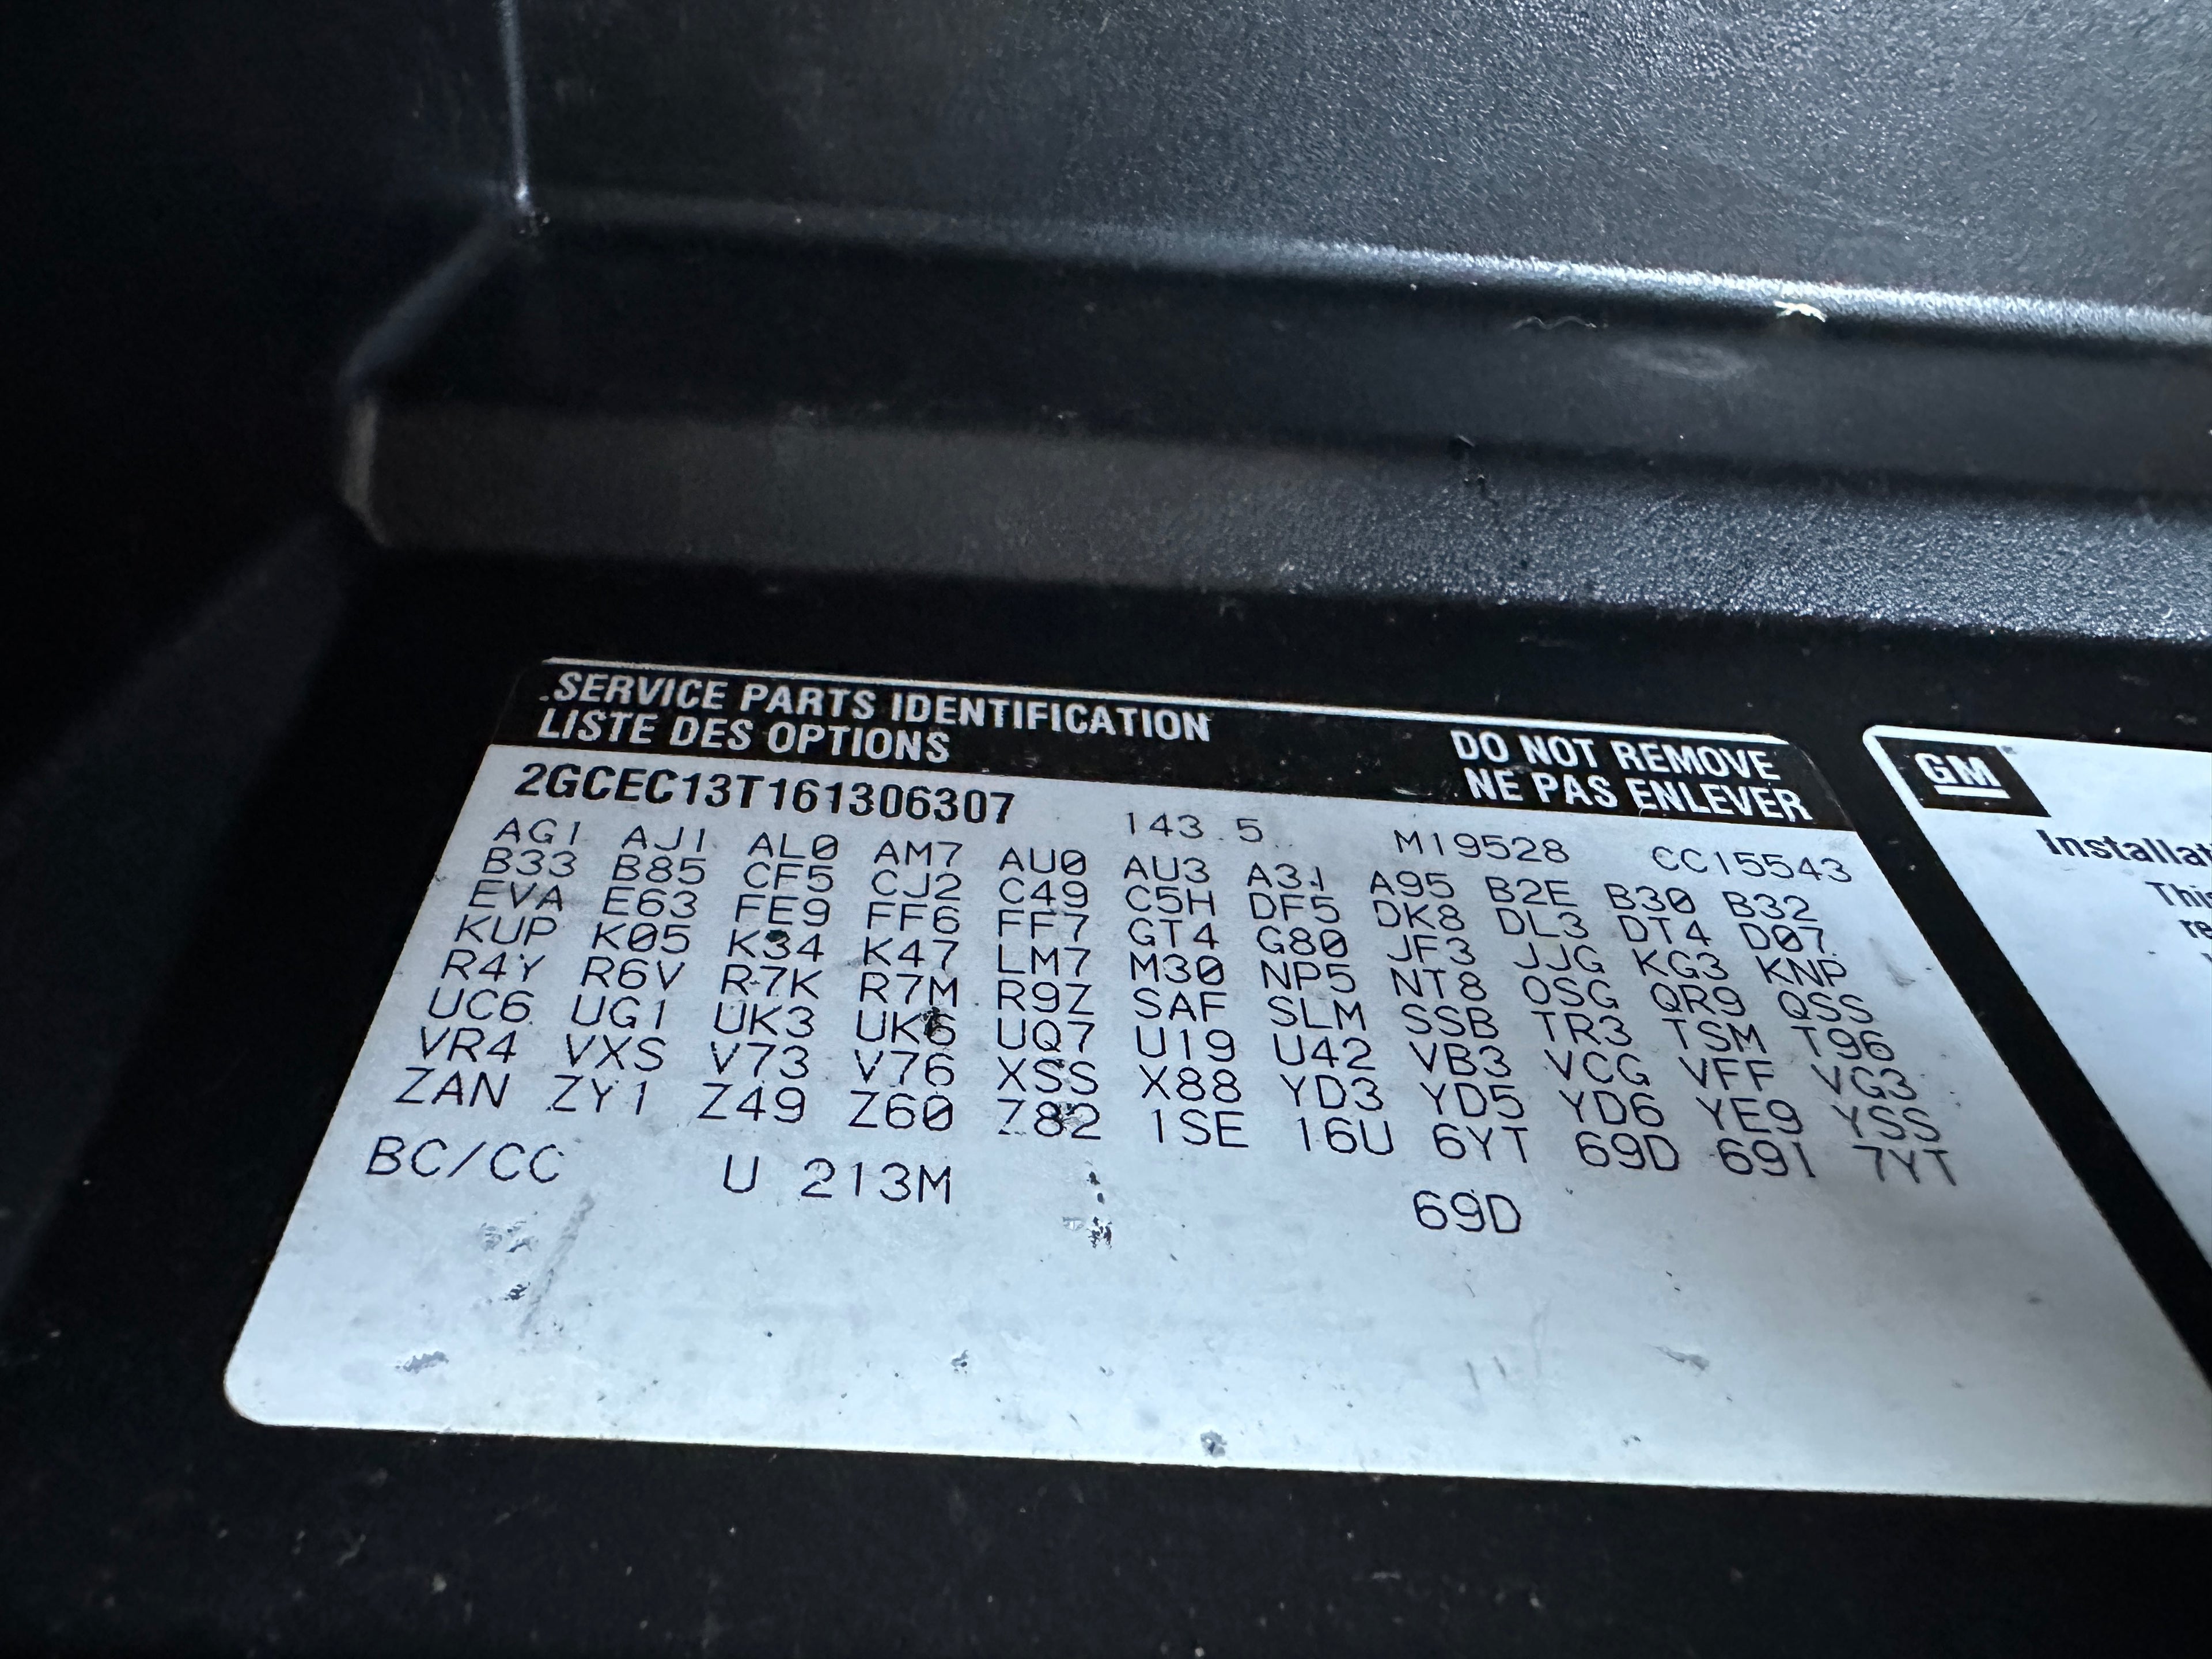 SERVICE PARTS IDENTIFICATION
LISTE DES OPTIONS
DO NOT REMOVE
NE PAS ENLEVER
2GCEC13T161306307 143.5 M19528 CC15543
AG1 AJ1 AL0 AM7 AU0 AU3 A31 A95 B2E B30 B32
B33 B85 CF5 CJ2 C49 C5H DF5 DK8 DL3 DT4 D07
EVA E63 FE9 FF6 FF7 GT4 G80 JF3 JJG KG3 KNP
KUP K05 K34 K47 LM7 M30 NP5 NT8 OSG QR9 QSS
R4Y R6V R7K R7M R9Z SAF SLM SSB TR3 TSM T96
UC6 UG1 UK3 UK6 UQ7 U19 U42 VB3 VCG VFF VG3
VR4 VXS V73 V76 XSS X88 YD3 YD5 YD6 YE9 YSS
ZAN ZY1 Z49 Z60 Z82 1SE 16U 6YT 69D 69I 7YT
BC/CC U 213M 69D
GM